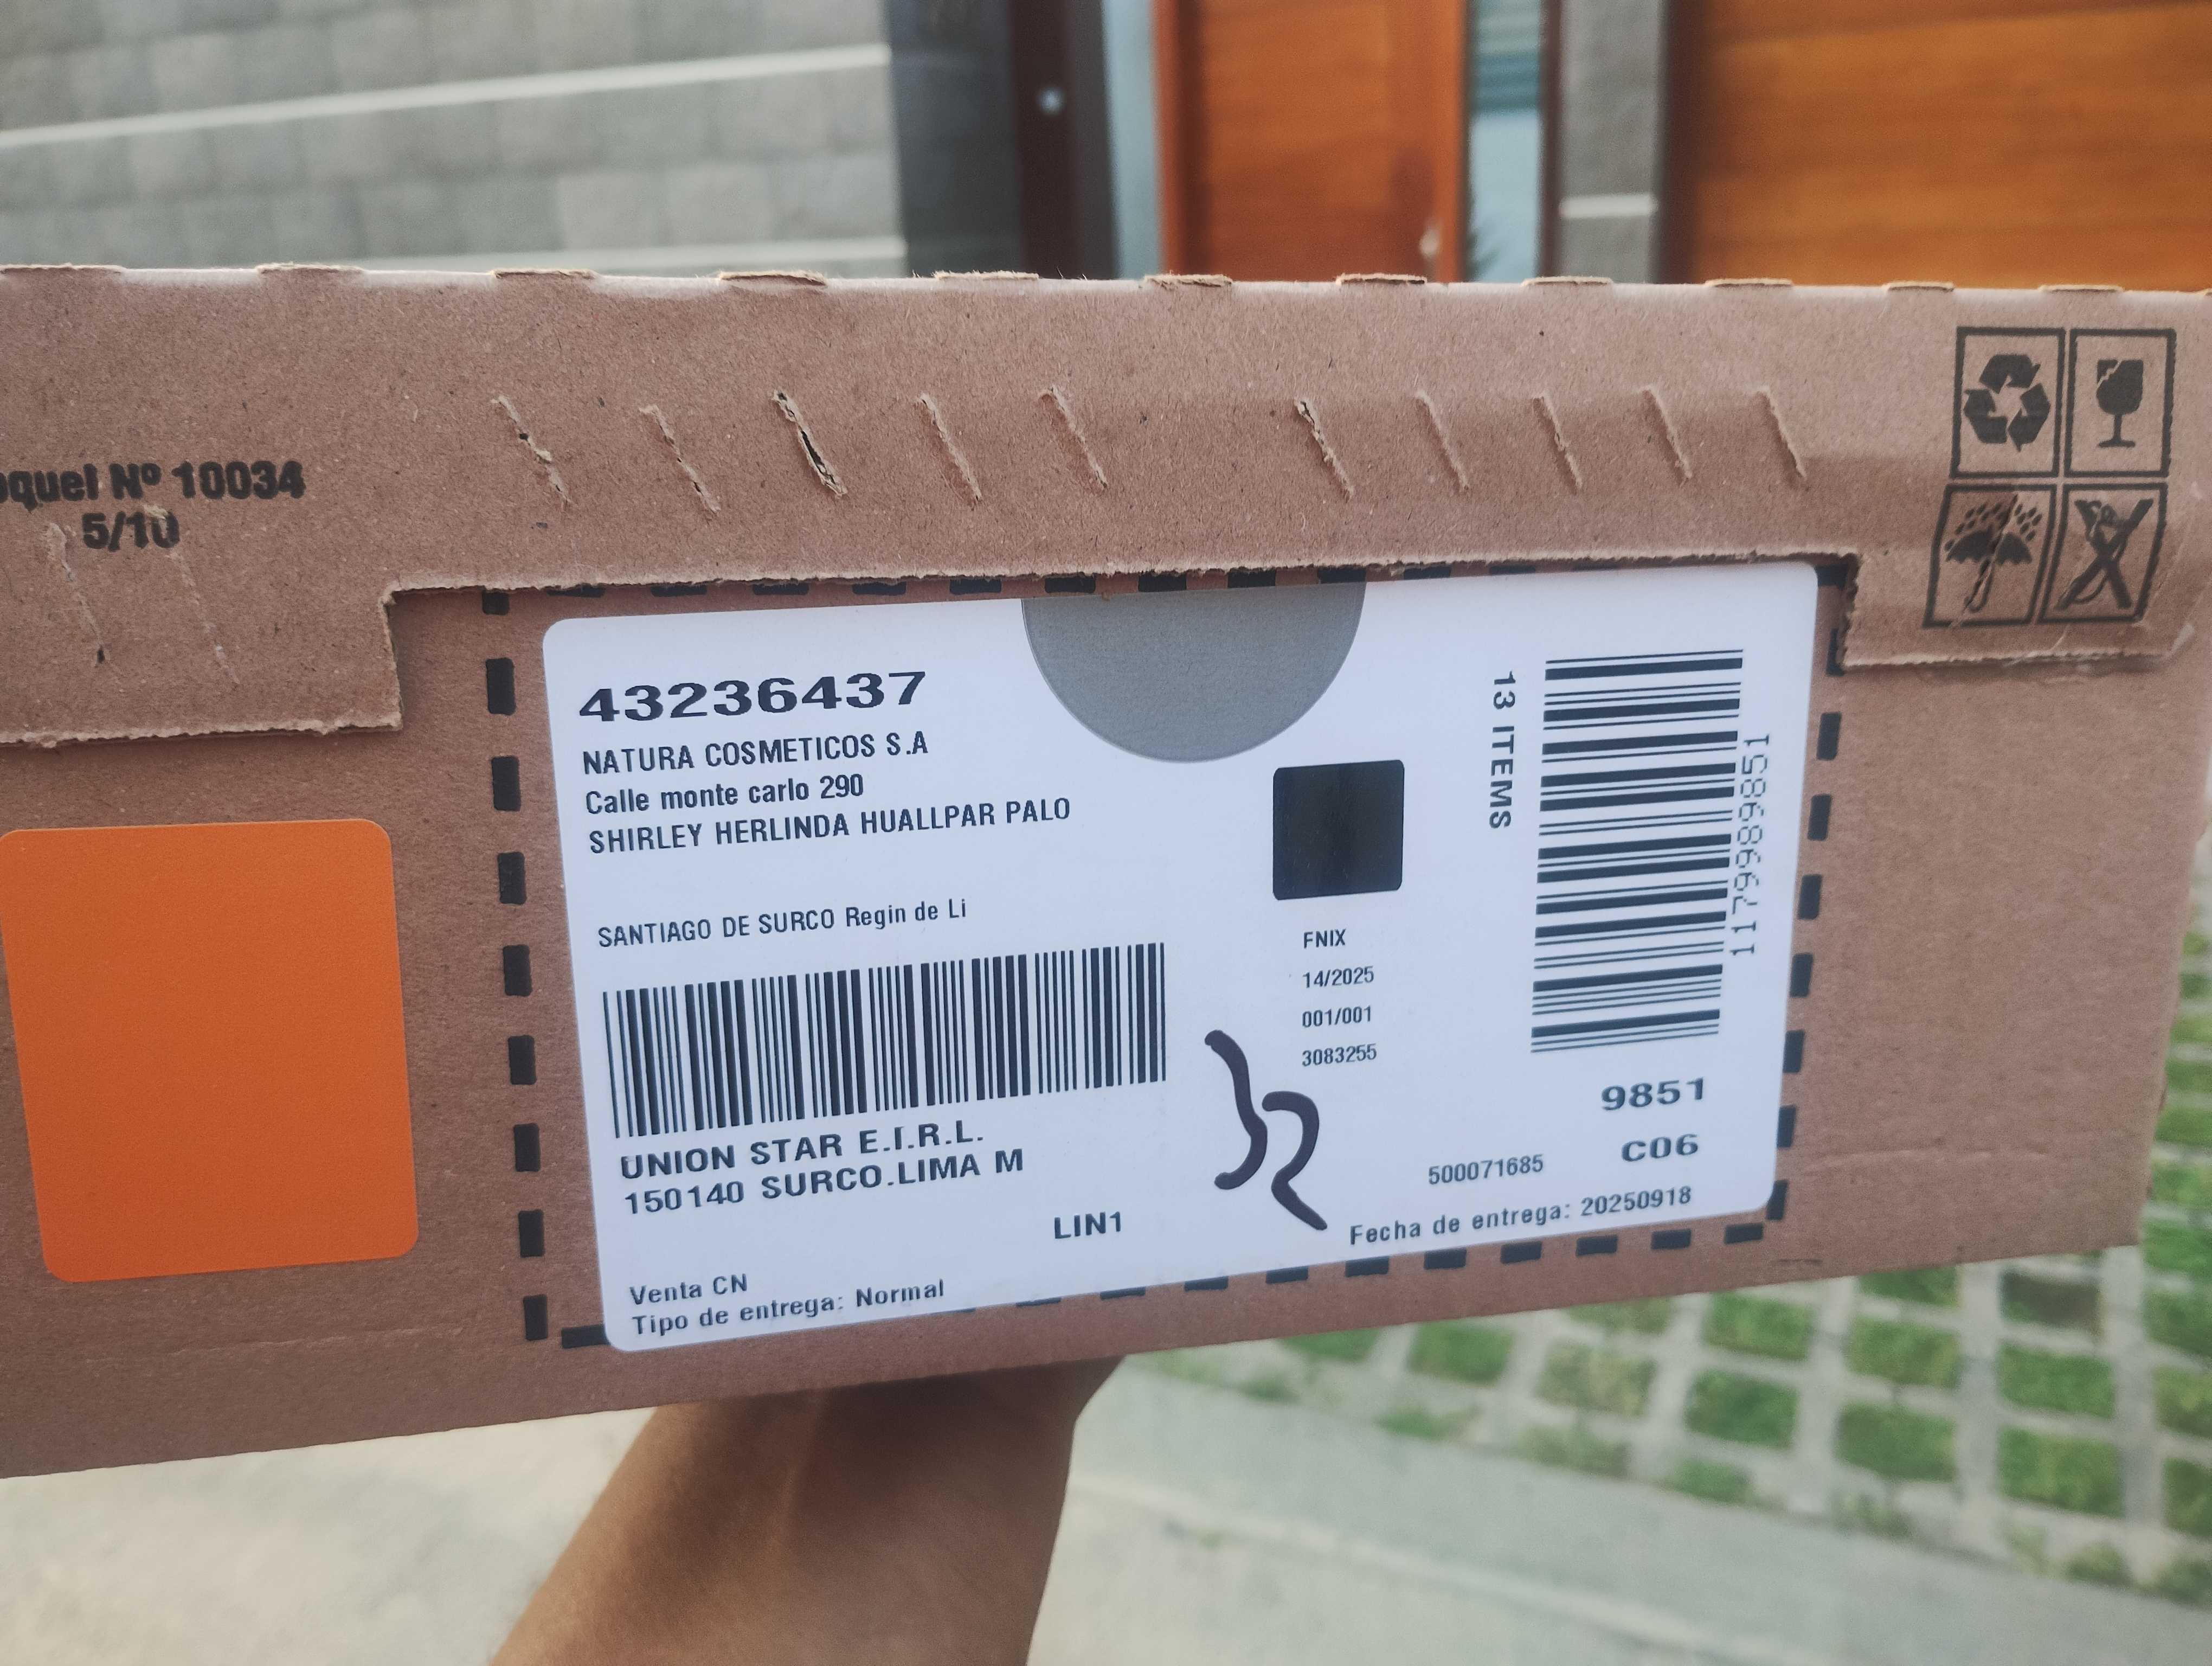 Nº 10034
5/10
43236437
NATURA COSMETICOS S.A
Calle monte carlo 290
SHIRLEY HERLINDA HUALLPAR PALO
SANTIAGO DE SURCO Regin de Li
UNION STAR E.I.R.L.
150140 SURCO.LIMA M
LIN1
Venta CN
Tipo de entrega: Normal
FNIX
14/2025
001/001
3083255
13 ITEMS
11799898​51
9851
C06
500071685
Fecha de entrega: 20250918